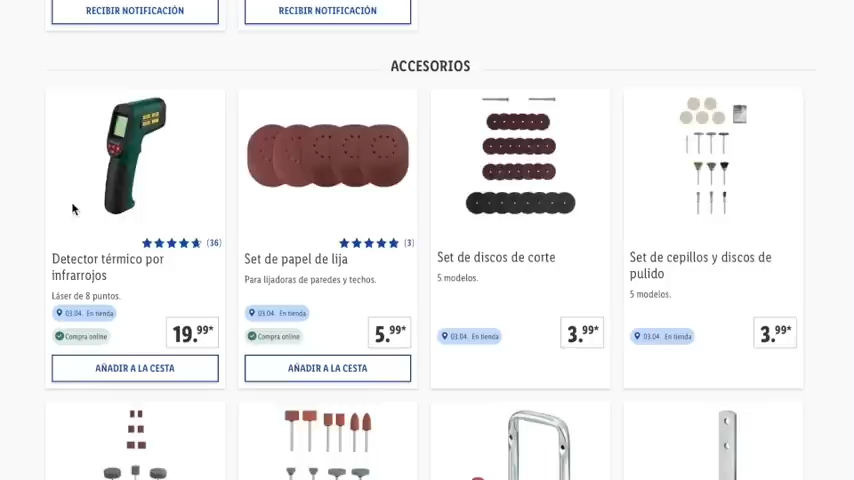 RECIBIR NOTIFICACIÓN
RECIBIR NOTIFICACIÓN
ACCESORIOS
(36)
Detector térmico por
infrarrojos
Láser de 8 puntos.
03.04. En tienda
Compra online
19.99*
AÑADIR A LA CESTA
(3)
Set de papel de lija
Para lijadoras de paredes y techos.
03.04. En tienda
Compra online
5.99*
AÑADIR A LA CESTA
Set de discos de corte
5 modelos.
03.04. En tienda
3.99*
Set de cepillos y discos de
pulido
5 modelos.
03.04. En tienda
3.99*